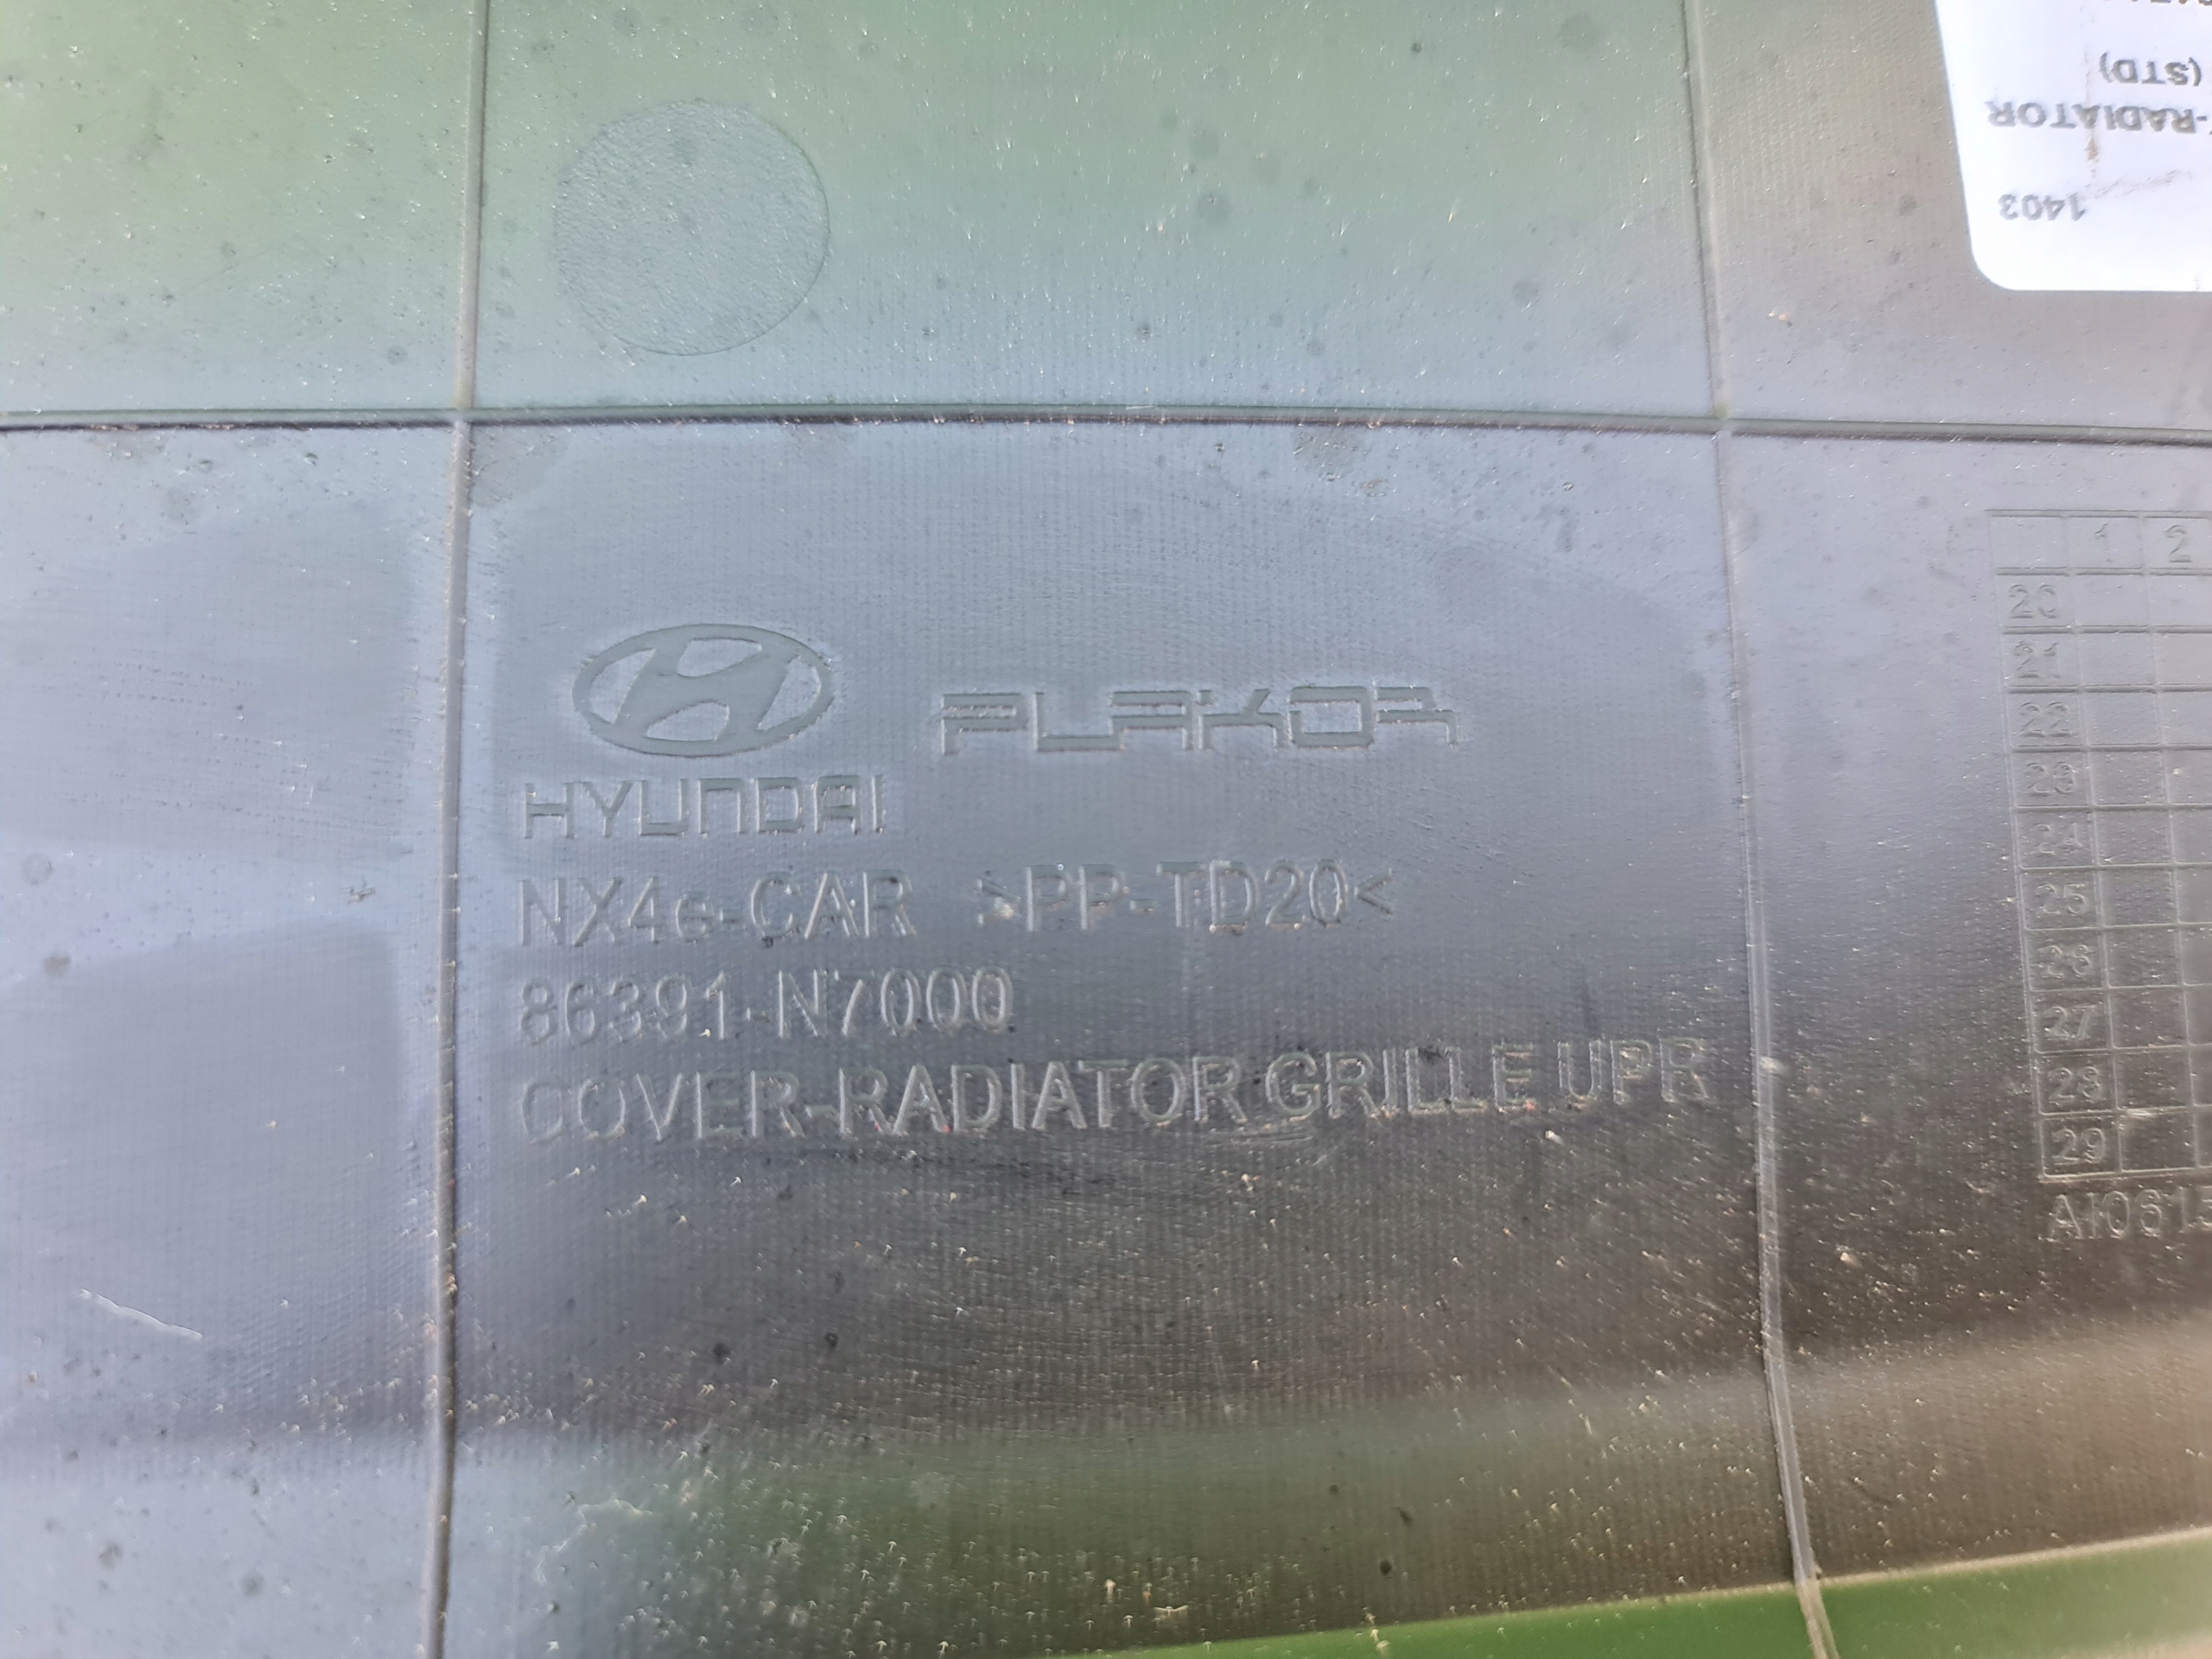 (STD)
-RADIATOR
1403
PLAKOR
HYUNDAI
NX4e-CAR >PP-TD20<
86391-N7000
COVER-RADIATOR GRILLE UPR
1 2
20
21
22
23
24
25
26
27
28
29